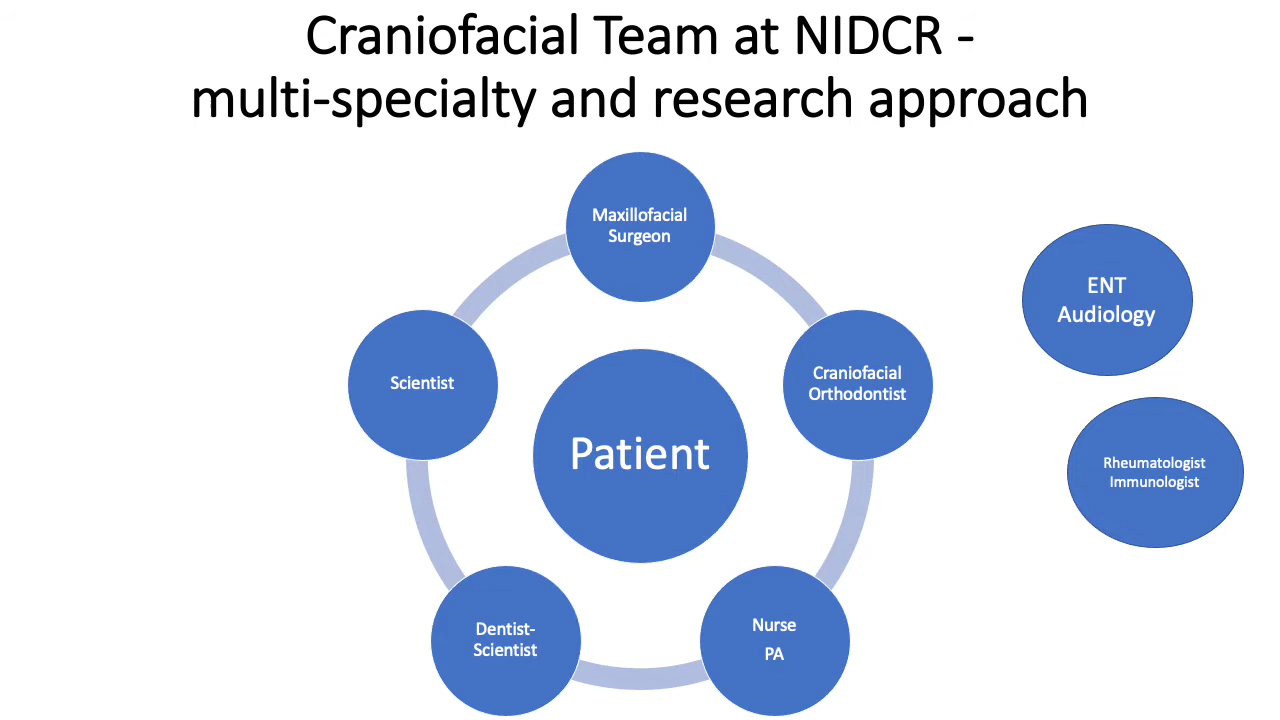 Craniofacial Team at NIDCR -
multi-specialty and research approach
Maxillofacial
Surgeon
Craniofacial
Orthodontist
Nurse
PA
Dentist-
Scientist
Scientist
Patient
ENT
Audiology
Rheumatologist
Immunologist